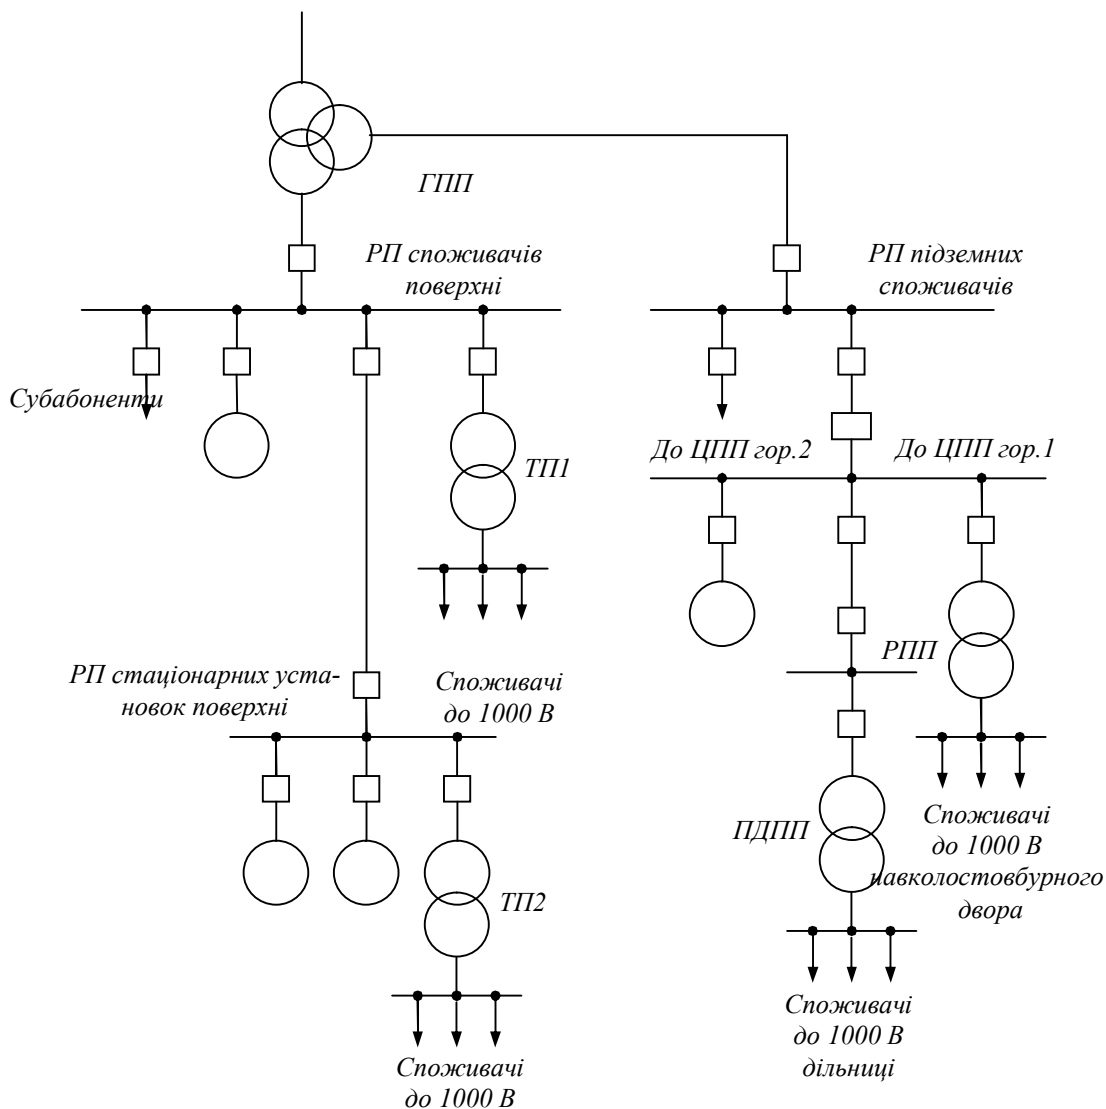 ГПП
РП споживачів
поверхні
РП підземних
споживачів
Субабоненти
ТП1
До ЦПП гор.2
До ЦПП гор.1
РПП
РП стаціонарних уста-
новок поверхні
Споживачі
до 1000 В
ПДПП
Споживачі
до 1000 В
навколостовбурного
двора
ТП2
Споживачі
до 1000 В
дільниці
Споживачі
до 1000 В